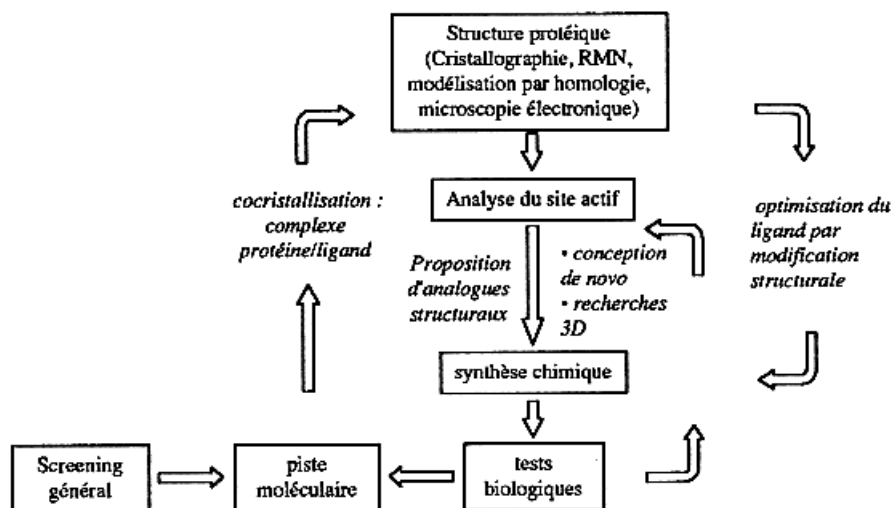 Structure protéique
(Cristallographie, RMN,
modélisation par homologie,
microscopie électronique)
cocristallisation :
complexe
protéine/ligand
Analyse du site actif
optimisation du
ligand par
modification
structurale
Proposition
d'analogues
structuraux
• conception
de novo
• recherches
3D
synthèse chimique
Screening
général
piste
moléculaire
tests
biologiques